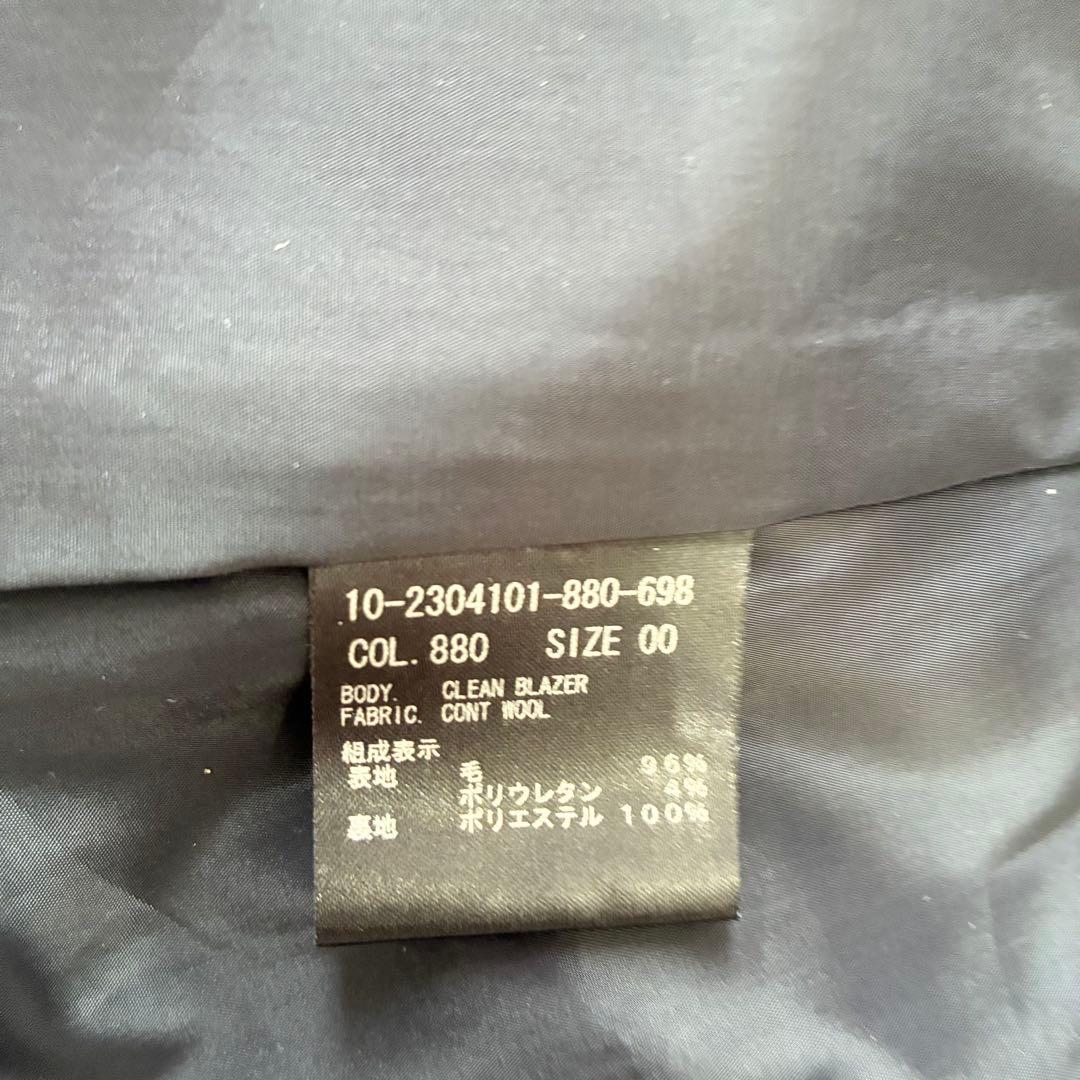 10-2304101-880-698
COL. 880 SIZE 00
BODY. CLEAN BLAZER
FABRIC. CONT WOOL
組成表示
表地 毛 96%
ポリウレタン 4%
裏地 ポリエステル 100%